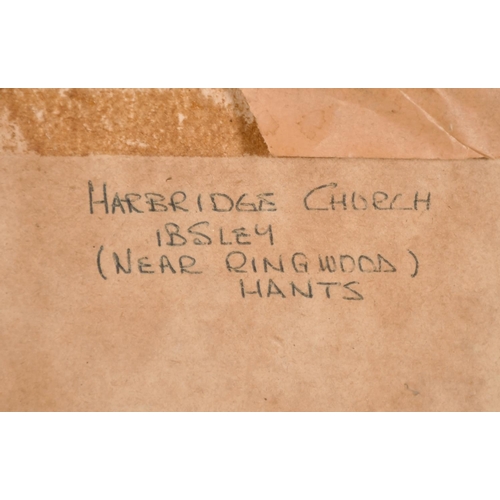 HARBRIDGE CHURCH
IBSLEY
(NEAR RINGWOOD)
HANTS